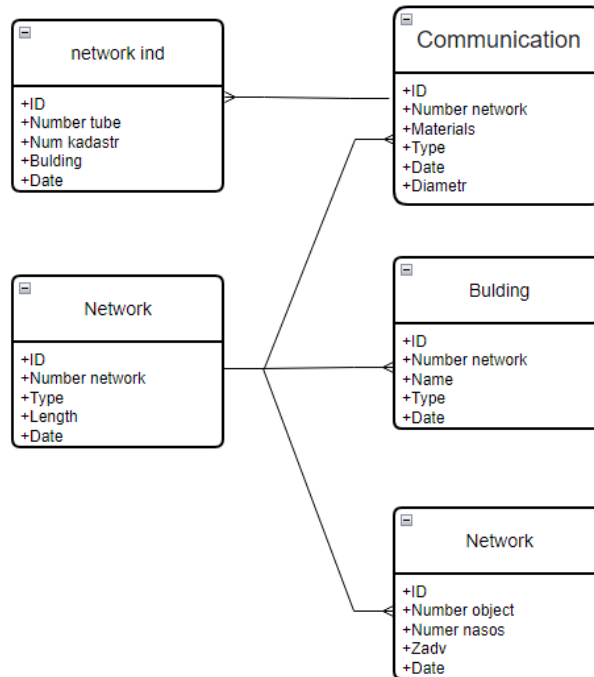 network ind
+ID
+Number tube
+Num kadastr
+Bulding
+Date
Communication
+ID
+Number network
+Materials
+Type
+Date
+Diametr
Network
+ID
+Number network
+Type
+Length
+Date
Bulding
+ID
+Number network
+Name
+Type
+Date
Network
+ID
+Number object
+Numer nasos
+Zadv
+Date